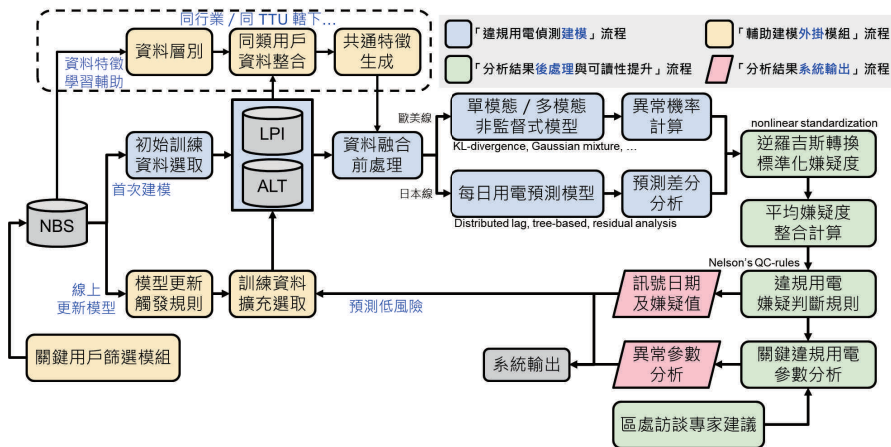 同行業 / 同 TTU 轄下…
資料特徵
學習輔助
資料層別
同類用戶
資料整合
共通特徵
生成
「違規用電偵測建模」流程
「輔助建模外掛模組」流程
「分析結果後處理與可讀性提升」流程
「分析結果系統輸出」流程
初始訓練
資料選取
首次建模
LPI
ALT
資料融合
前處理
歐美線
日本線
單模態 / 多模態
非監督式模型
KL-divergence, Gaussian mixture, …
異常機率
計算
每日用電預測模型
Distributed lag, tree-based, residual analysis
預測差分
分析
nonlinear standardization
逆羅吉斯轉換
標準化嫌疑度
平均嫌疑度
整合計算
Nelson's QC-rules
NBS
線上
更新模型
模型更新
觸發規則
訓練資料
擴充選取
預測低風險
訊號日期
及嫌疑值
違規用電
嫌疑判斷規則
關鍵用戶篩選模組
系統輸出
異常參數
分析
關鍵違規用電
參數分析
區處訪談專家建議